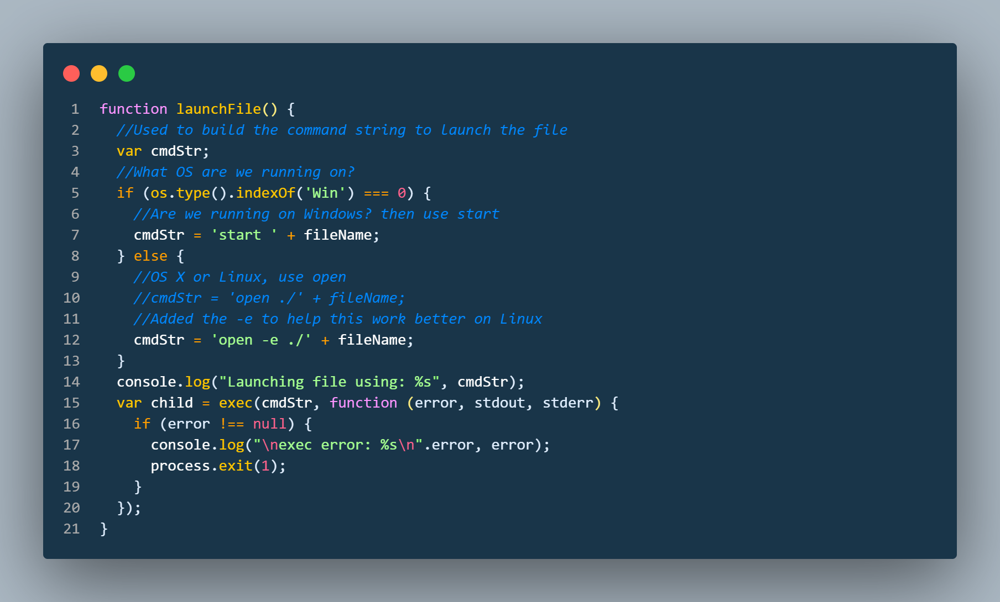 1 function launchFile() {
2 //Used to build the command string to launch the file
3 var cmdStr;
4 //What OS are we running on?
5 if (os.type().indexOf('Win') === 0) {
6 //Are we running on Windows? then use start
7 cmdStr = 'start ' + fileName;
8 } else {
9 //OS X or Linux, use open
10 //cmdStr = 'open ./' + fileName;
11 //Added the -e to help this work better on Linux
12 cmdStr = 'open -e ./' + fileName;
13 }
14 console.log("Launching file using: %s", cmdStr);
15 var child = exec(cmdStr, function (error, stdout, stderr) {
16 if (error !== null) {
17 console.log("\nexec error: %s\n".error, error);
18 process.exit(1);
19 }
20 });
21 }